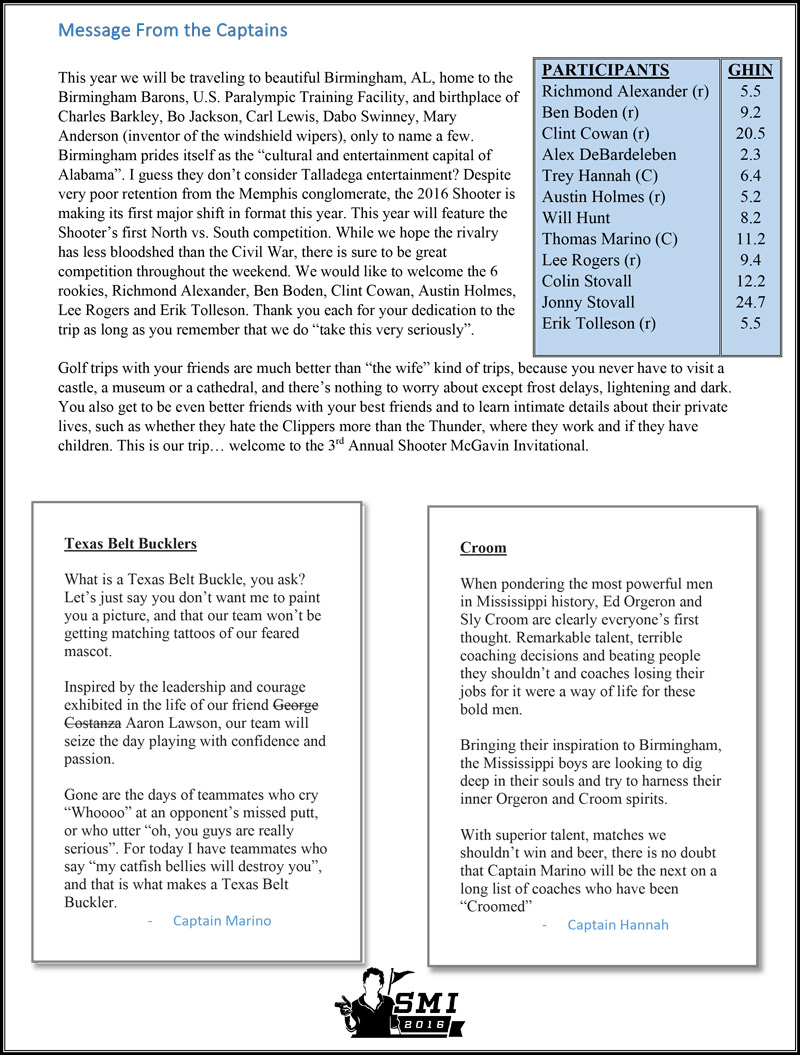 Message From the Captains
This year we will be traveling to beautiful Birmingham, AL, home to the
Birmingham Barons, U.S. Paralympic Training Facility, and birthplace of
Charles Barkley, Bo Jackson, Carl Lewis, Dabo Swinney, Mary
Anderson (inventor of the windshield wipers), only to name a few.
Birmingham prides itself as the “cultural and entertainment capital of
Alabama”. I guess they don’t consider Talladega entertainment? Despite
very poor retention from the Memphis conglomerate, the 2016 Shooter is
making its first major shift in format this year. This year will feature the
Shooter’s first North vs. South competition. While we hope the rivalry
has less bloodshed than the Civil War, there is sure to be great
competition throughout the weekend. We would like to welcome the 6
rookies, Richmond Alexander, Ben Boden, Clint Cowan, Austin Holmes,
Lee Rogers and Erik Tolleson. Thank you each for your dedication to the
trip as long as you remember that we do “take this very seriously”.
PARTICIPANTS GHIN
Richmond Alexander (r) 5.5
Ben Boden (r) 9.2
Clint Cowan (r) 20.5
Alex DeBardeleben 2.3
Trey Hannah (C) 6.4
Austin Holmes (r) 5.2
Will Hunt 8.2
Thomas Marino (C) 11.2
Lee Rogers (r) 9.4
Colin Stovall 12.2
Jonny Stovall 24.7
Erik Tolleson (r) 5.5
Golf trips with your friends are much better than “the wife” kind of trips, because you never have to visit a
castle, a museum or a cathedral, and there’s nothing to worry about except frost delays, lightening and dark.
You also get to be even better friends with your best friends and to learn intimate details about their private
lives, such as whether they hate the Clippers more than the Thunder, where they work and if they have
children. This is our trip… welcome to the 3rd Annual Shooter McGavin Invitational.
Texas Belt Bucklers
What is a Texas Belt Buckle, you ask?
Let’s just say you don’t want me to paint
you a picture, and that our team won’t be
getting matching tattoos of our feared
mascot.
Inspired by the leadership and courage
exhibited in the life of our friend George
Costanza Aaron Lawson, our team will
seize the day playing with confidence and
passion.
Gone are the days of teammates who cry
“Whoooo” at an opponent’s missed putt,
or who utter “oh, you guys are really
serious”. For today I have teammates who
say “my catfish bellies will destroy you”,
and that is what makes a Texas Belt
Buckler.
- Captain Marino
Croom
When pondering the most powerful men
in Mississippi history, Ed Orgeron and
Sly Croom are clearly everyone’s first
thought. Remarkable talent, terrible
coaching decisions and beating people
they shouldn’t and coaches losing their
jobs for it were a way of life for these
bold men.
Bringing their inspiration to Birmingham,
the Mississippi boys are looking to dig
deep in their souls and try to harness their
inner Orgeron and Croom spirits.
With superior talent, matches we
shouldn’t win and beer, there is no doubt
that Captain Marino will be the next on a
long list of coaches who have been
“Croomed”
- Captain Hannah
SMI
2016